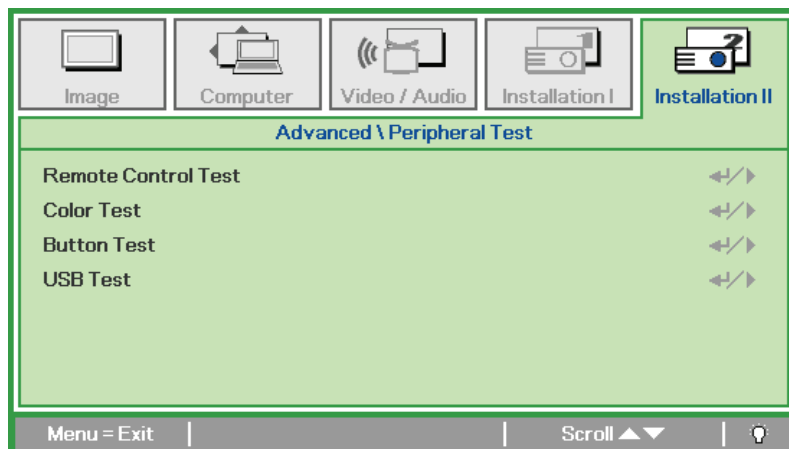 Image Computer Video / Audio Installation I Installation II
Advanced \ Peripheral Test
Remote Control Test
Color Test
Button Test
USB Test
Menu = Exit Scroll